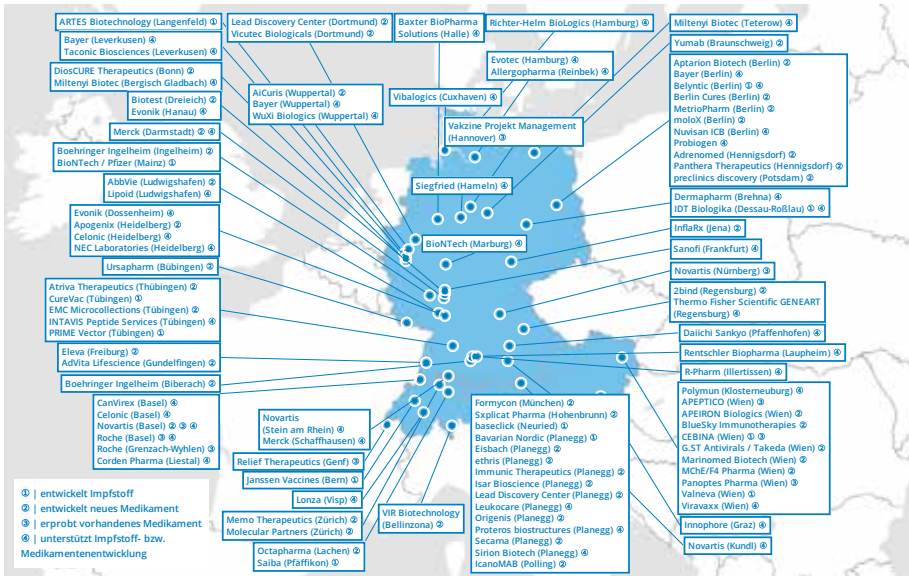 ARTES Biotechnology (Langenfeld) ①
Bayer (Leverkusen) ④
Taconic Biosciences (Leverkusen) ④
DiosCURE Therapeutics (Bonn) ②
Miltenyi Biotec (Bergisch Gladbach) ④
Biotest (Dreieich) ②
Evonik (Hanau) ④
Merck (Darmstadt) ② ④
Boehringer Ingelheim (Ingelheim) ②
BioNTech / Pfizer (Mainz) ①
AbbVie (Ludwigshafen) ②
Lipoid (Ludwigshafen) ④
Evonik (Dossenheim) ④
Apogenix (Heidelberg) ②
Celonic (Heidelberg) ④
NEC Laboratories (Heidelberg) ④
Ursapharm (Bübingen) ②
Atriva Therapeutics (Thübingen) ②
CureVac (Tübingen) ①
EMC Microcollections (Tübingen) ②
INTAVIS Peptide Services (Tübingen) ④
PRIME Vector (Tübingen) ①
Eleva (Freiburg) ②
AdVita Lifescience (Gundelfingen) ②
Boehringer Ingelheim (Biberach) ②
CanVirex (Basel) ④
Celonic (Basel) ④
Novartis (Basel) ② ③ ④
Roche (Basel) ③ ④
Roche (Grenzach-Wyhlen) ③
Corden Pharma (Liestal) ④
① | entwickelt Impfstoff
② | entwickelt neues Medikament
③ | erprobt vorhandenes Medikament
④ | unterstützt Impfstoff- bzw.
Medikamentenentwicklung
Lead Discovery Center (Dortmund) ②
Vicutec Biologicals (Dortmund) ②
AiCuris (Wuppertal) ②
Bayer (Wuppertal) ④
WuXi Biologics (Wuppertal) ④
Baxter BioPharma
Solutions (Halle) ④
Richter-Helm BioLogics (Hamburg) ④
Evotec (Hamburg) ④
Allergopharma (Reinbek) ④
Vibalogics (Cuxhaven) ④
Vakzine Projekt Management
(Hannover) ③
Siegfried (Hameln) ④
BioNTech (Marburg) ④
Novartis
(Stein am Rhein) ④
Merck (Schaffhausen) ④
Relief Therapeutics (Genf) ③
Janssen Vaccines (Bern) ①
Lonza (Visp) ④
Memo Therapeutics (Zürich) ②
Molecular Partners (Zürich) ②
Octapharma (Lachen) ②
Saiba (Pfäffikon) ①
VIR Biotechnology
(Bellinzona) ②
Formycon (München) ②
Sxplicat Pharma (Hohenbrunn) ②
baseclick (Neuried) ①
Bavarian Nordic (Planegg) ①
Eisbach (Planegg) ②
ethris (Planegg) ②
Immunic Therapeutics (Planegg) ②
Isar Bioscience (Planegg) ②
Lead Discovery Center (Planegg) ②
Leukocare (Planegg) ④
Origenis (Planegg) ②
Proteros biostructures (Planegg) ④
Secarna (Planegg) ②
Sirion Biotech (Planegg) ④
IcanoMAB (Polling) ②
Miltenyi Biotec (Teterow) ④
Yumab (Braunschweig) ②
Aptarion Biotech (Berlin) ②
Bayer (Berlin) ④
Belyntic (Berlin) ① ④
Berlin Cures (Berlin) ②
MetrioPharm (Berlin) ②
moloX (Berlin) ②
Nuvisan ICB (Berlin) ④
Probiogen ④
Adrenomed (Hennigsdorf) ②
Panthera Therapeutics (Hennigsdorf) ②
preclinics discovery (Potsdam) ②
Dermapharm (Brehna) ④
IDT Biologika (Dessau-Roßlau) ① ④
InflaRx (Jena) ②
Sanofi (Frankfurt) ④
Novartis (Nürnberg) ③
2bind (Regensburg) ②
Thermo Fisher Scientific GENEART
(Regensburg) ④
Daiichi Sankyo (Pfaffenhofen) ④
Rentschler Biopharma (Laupheim) ④
R-Pharm (Illertissen) ④
Polymun (Klosterneuburg) ④
APEPTICO (Wien) ③
APEIRON Biologics (Wien) ②
BlueSky Immunotherapies ②
CEBINA (Wien) ① ③
G.ST Antivirals / Takeda (Wien) ②
Marinomed Biotech (Wien) ②
MChE/F4 Pharma (Wien) ②
Panoptes Pharma (Wien) ③
Valneva (Wien) ①
Viravaxx (Wien) ④
Innophore (Graz) ④
Novartis (Kundl) ④